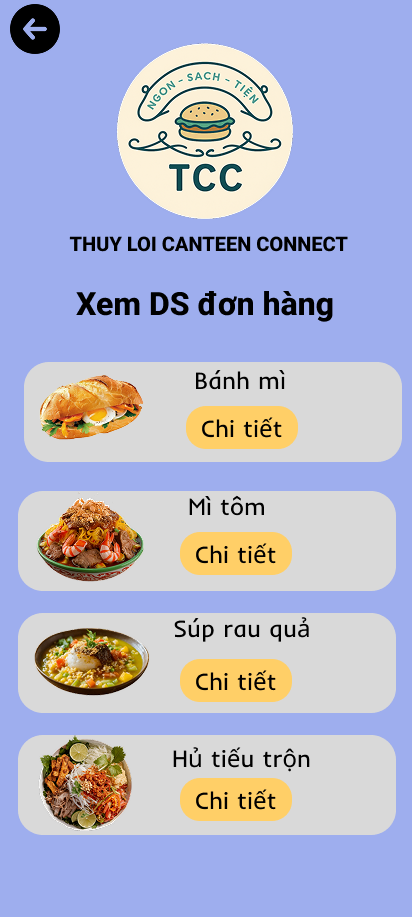 NGON – SACH – TIỆN
TCC
THUY LOI CANTEEN CONNECT
Xem DS đơn hàng
Bánh mì
Chi tiết
Mì tôm
Chi tiết
Súp rau quả
Chi tiết
Hủ tiếu trộn
Chi tiết